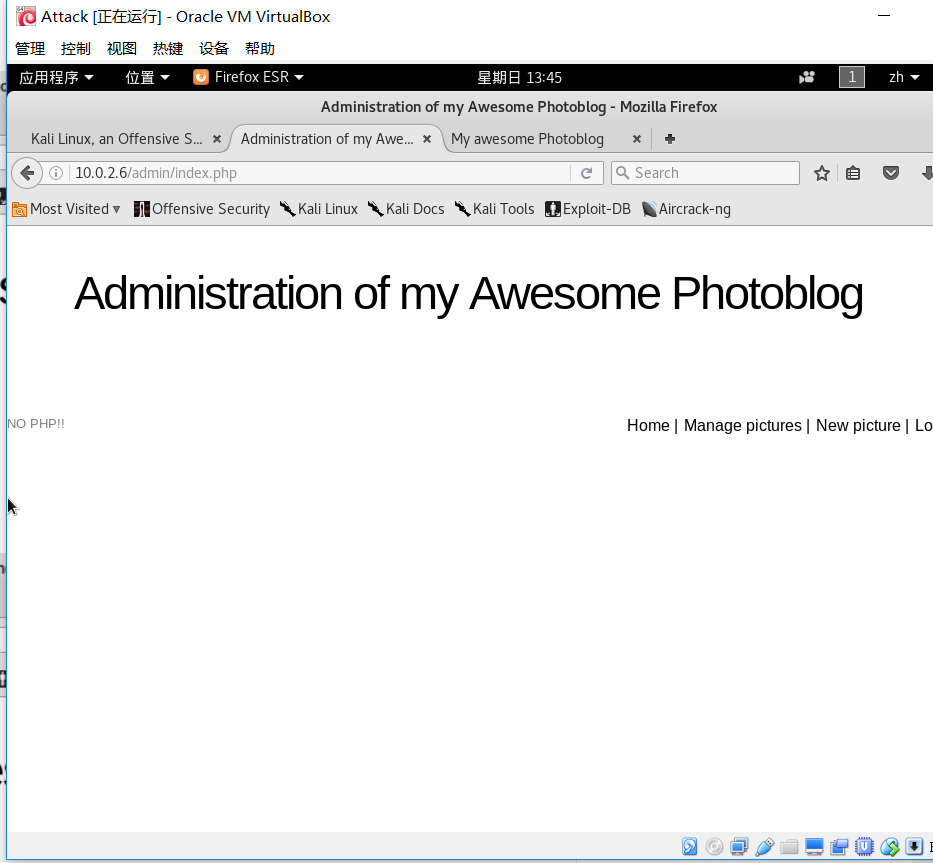 Attack [正在运行] - Oracle VM VirtualBox
管理 控制 视图 热键 设备 帮助
应用程序 位置 Firefox ESR 星期日 13:45 1 zh
Administration of my Awesome Photoblog - Mozilla Firefox
Kali Linux, an Offensive S... Administration of my Awe... My awesome Photoblog
10.0.2.6/admin/index.php Search
Most Visited Offensive Security Kali Linux Kali Docs Kali Tools Exploit-DB Aircrack-ng
Administration of my Awesome Photoblog
NO PHP!! Home | Manage pictures | New picture | Lo